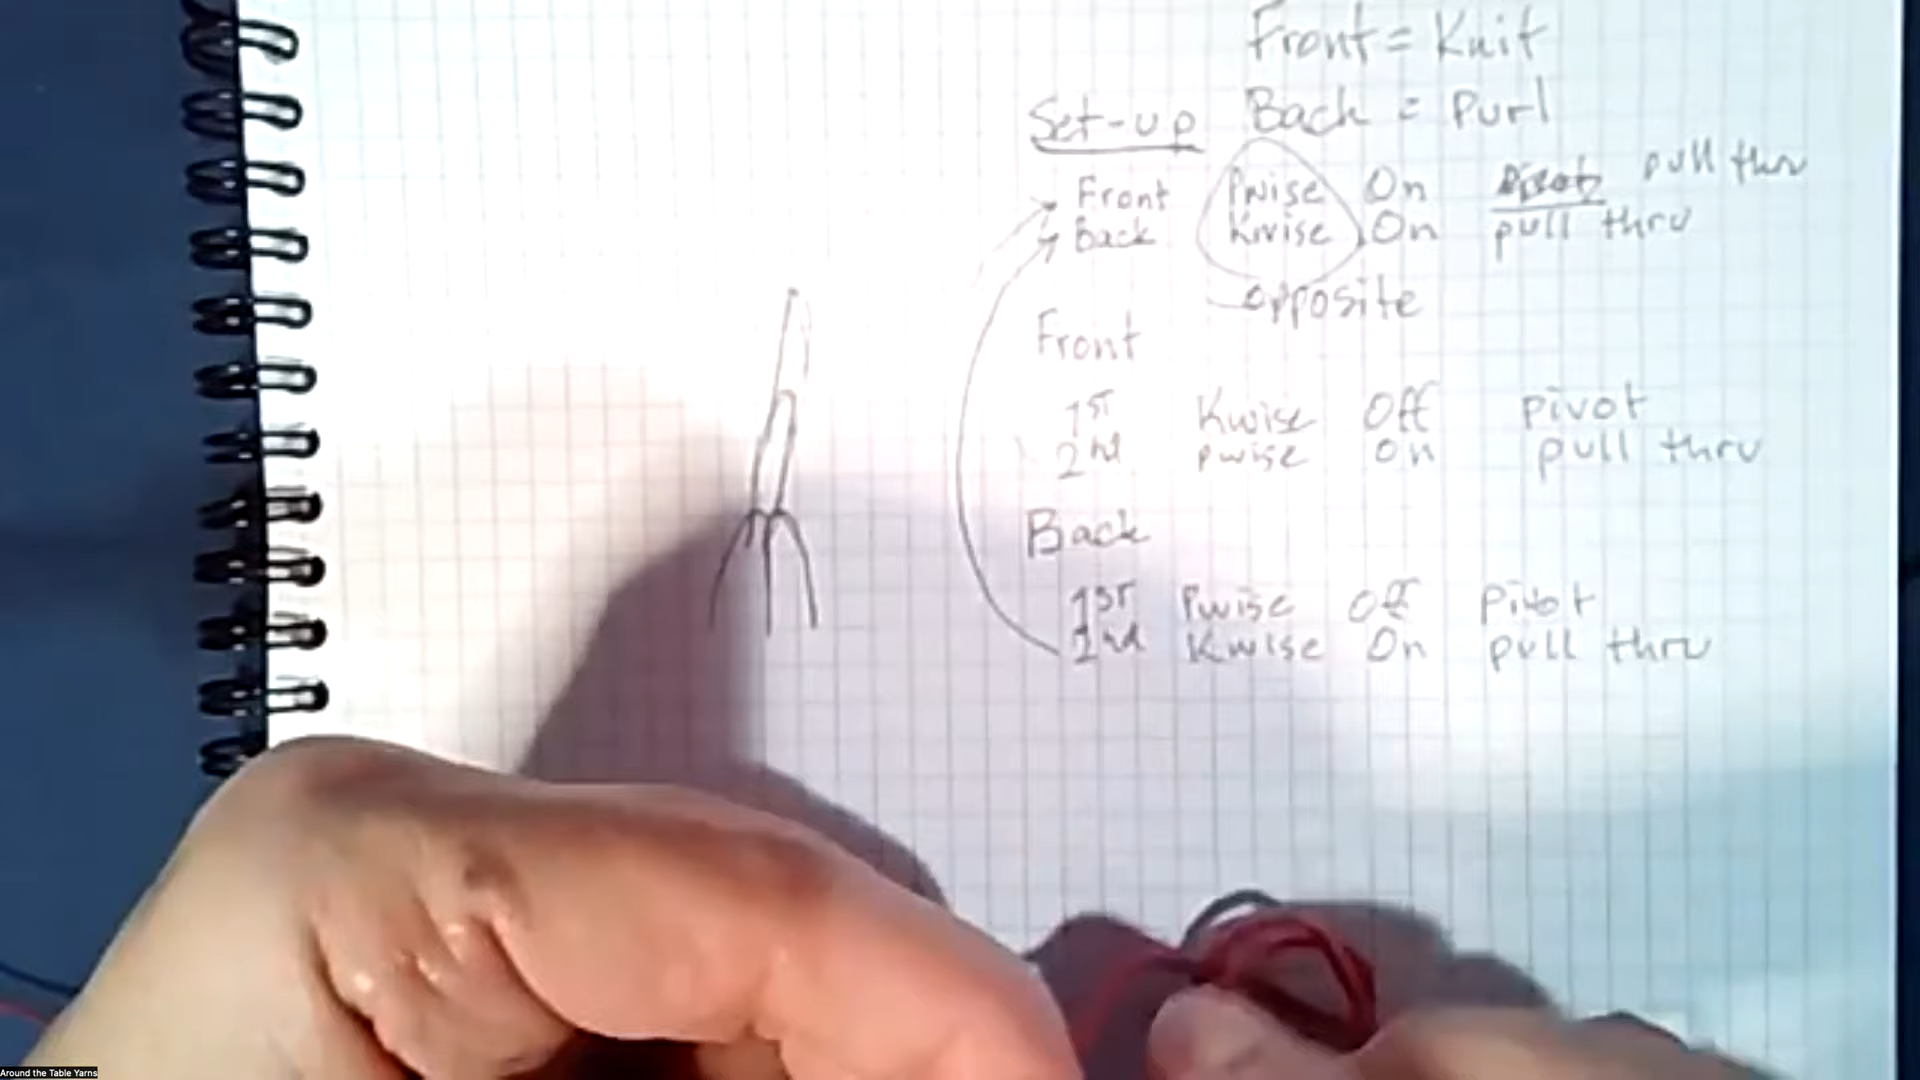 Front = Knit
Set-up Back = Purl
Front Pwise On pivot pull thru
Back Kwise On pull thru
opposite
Front
1st Kwise Off pivot
2nd pwise on pull thru
Back
1st Pwise Off Pivot
2nd Kwise On pull thru
Around the Table Yarns